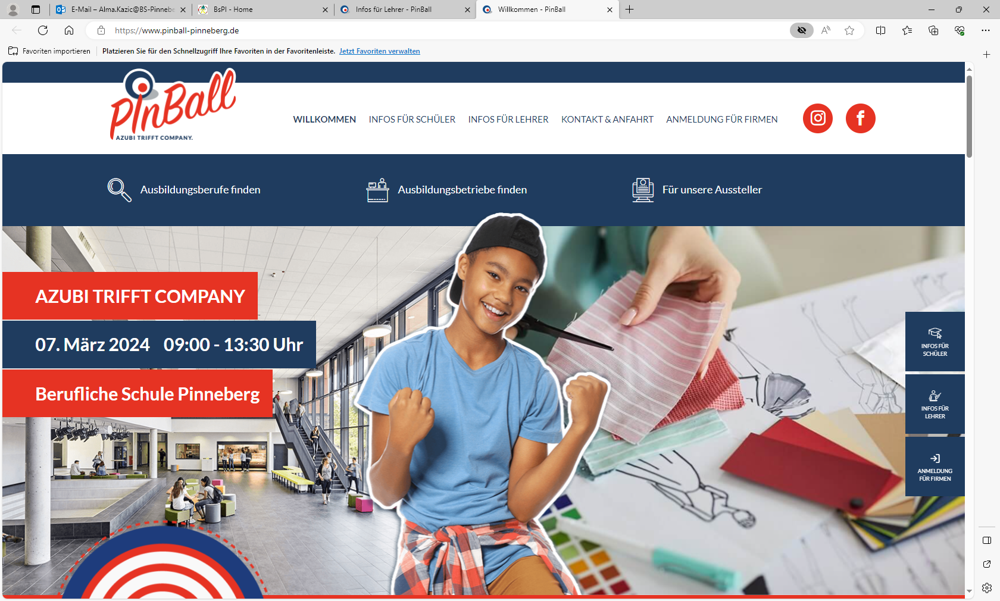 E-Mail – Alma.Kazic@BS-Pinnebe
BsPI - Home
Infos für Lehrer - PinBall
Willkommen - PinBall
https://www.pinball-pinneberg.de
Favoriten importieren
Platzieren Sie für den Schnellzugriff Ihre Favoriten in der Favoritenleiste. Jetzt Favoriten verwalten
PinBall
AZUBI TRIFFT COMPANY.
WILLKOMMEN
INFOS FÜR SCHÜLER
INFOS FÜR LEHRER
KONTAKT & ANFAHRT
ANMELDUNG FÜR FIRMEN
Ausbildungsberufe finden
Ausbildungsbetriebe finden
Für unsere Aussteller
AZUBI TRIFFT COMPANY
07. März 2024 09:00 - 13:30 Uhr
Berufliche Schule Pinneberg
INFOS FÜR
SCHÜLER
INFOS FÜR
LEHRER
ANMELDUNG
FÜR FIRMEN